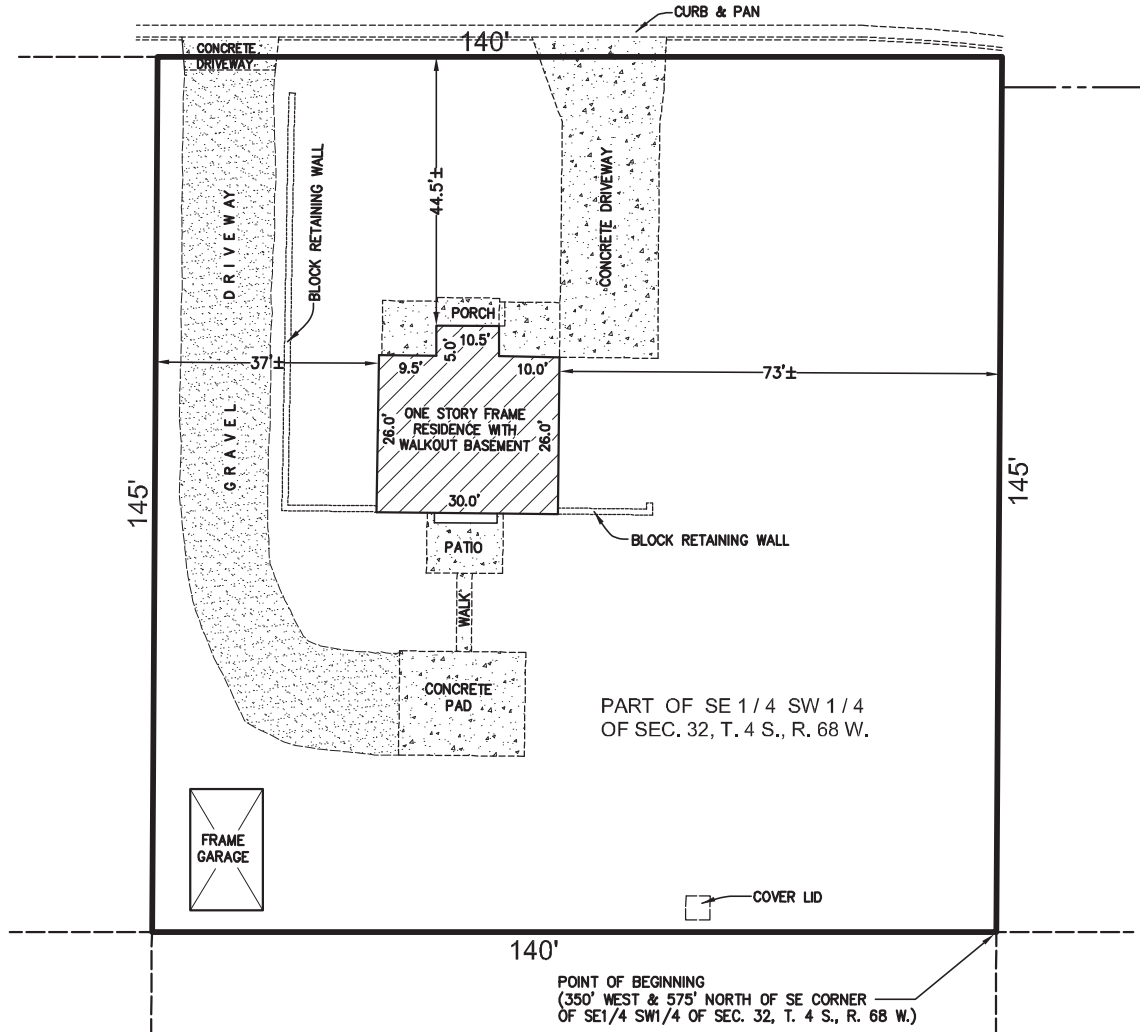 CURB & PAN
140'
CONCRETE
DRIVEWAY
BLOCK RETAINING WALL
44.5'±
CONCRETE DRIVEWAY
GRAVEL DRIVEWAY
PORCH
10.5'
5.0'
9.5'
10.0'
37'±
73'±
ONE STORY FRAME
RESIDENCE WITH
WALKOUT BASEMENT
26.0'
26.0'
30.0'
145'
145'
BLOCK RETAINING WALL
PATIO
WALK
CONCRETE
PAD
PART OF SE 1/4 SW 1/4
OF SEC. 32, T. 4 S., R. 68 W.
FRAME
GARAGE
COVER LID
140'
POINT OF BEGINNING
(350' WEST & 575' NORTH OF SE CORNER
OF SE1/4 SW1/4 OF SEC. 32, T. 4 S., R. 68 W.)